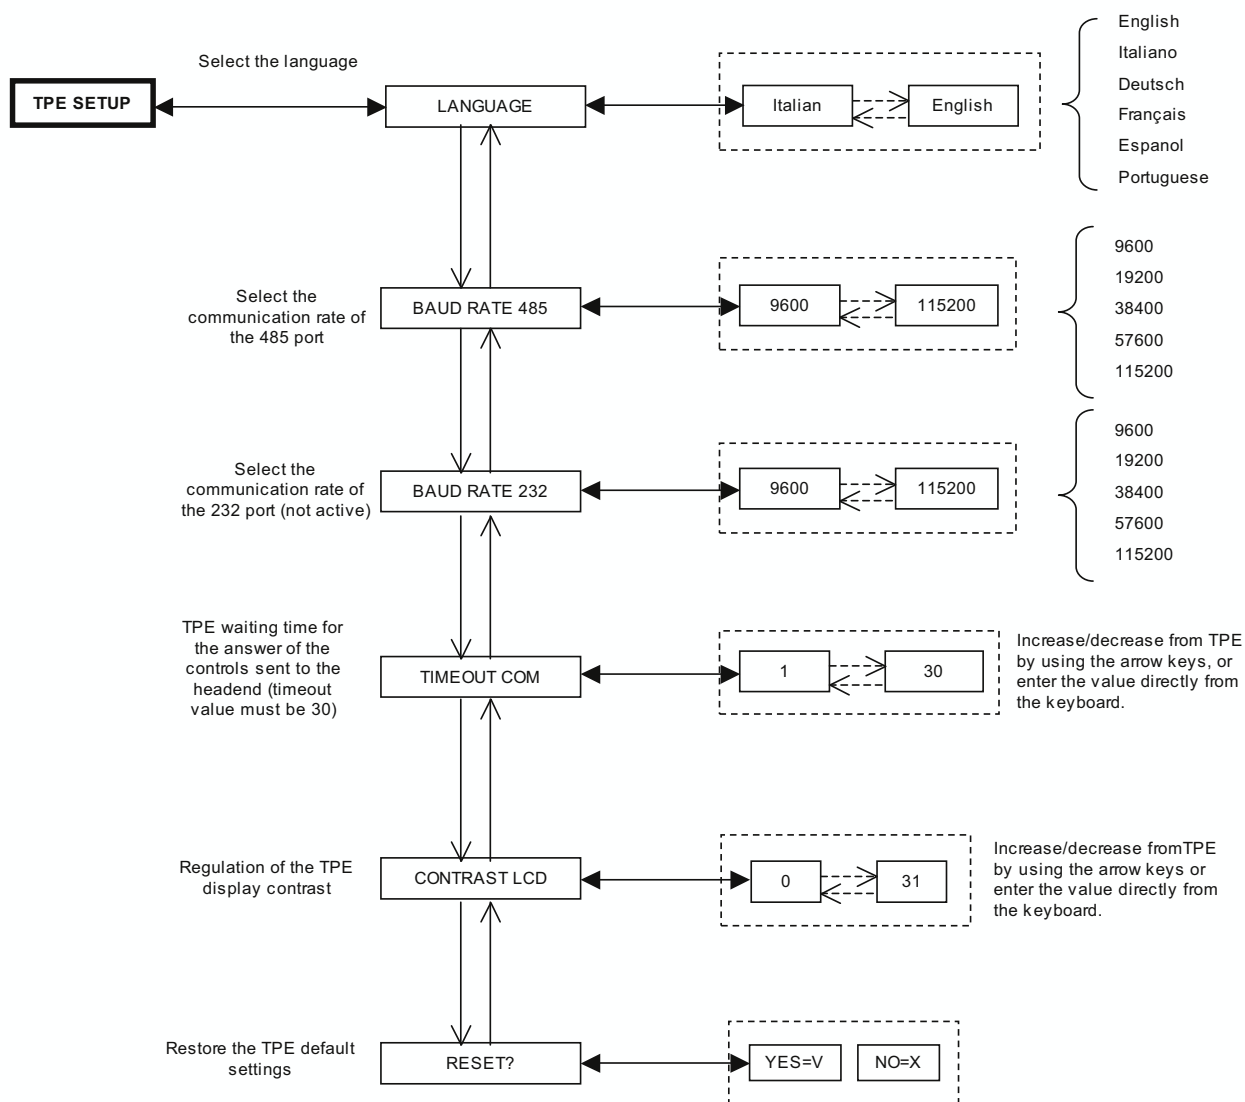 Select the language
TPE SETUP
LANGUAGE
Italian
English
English
Italiano
Deutsch
Français
Espanol
Portuguese
Select the
communication rate of
the 485 port
BAUD RATE 485
9600
115200
9600
19200
38400
57600
115200
Select the
communication rate of
the 232 port (not active)
BAUD RATE 232
9600
115200
9600
19200
38400
57600
115200
TPE waiting time for
the answer of the
controls sent to the
headend (timeout
value must be 30)
TIMEOUT COM
1
30
Increase/decrease from TPE
by using the arrow keys, or
enter the value directly from
the keyboard.
Regulation of the TPE
display contrast
CONTRAST LCD
0
31
Increase/decrease fromTPE
by using the arrow keys or
enter the value directly from
the keyboard.
Restore the TPE default
settings
RESET?
YES=V
NO=X